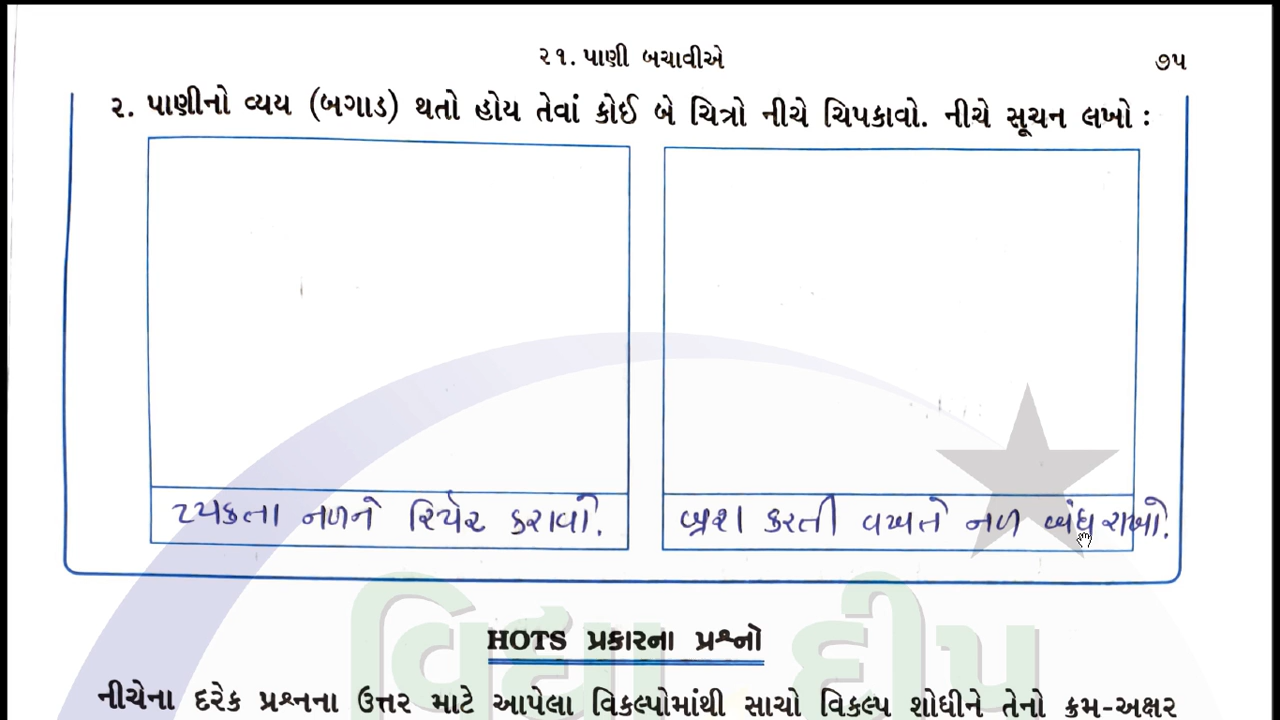 ૨૧. પાણી બચાવીએ
૭૫
૨. પાણીનો વ્યય (બગાડ) થતો હોય તેવાં કોઈ બે ચિત્રો નીચે ચિપકાવો. નીચે સૂચન લખો :
ટપકતા નળને રિપેર કરાવો.
બ્રશ કરતી વખતે નળ બંધ રાખો.
HOTS પ્રકારના પ્રશ્નો
વિદ્યા દીપ
નીચેના દરેક પ્રશ્નના ઉત્તર માટે આપેલા વિકલ્પોમાંથી સાચો વિકલ્પ શોધીને તેનો ક્રમ-અક્ષર